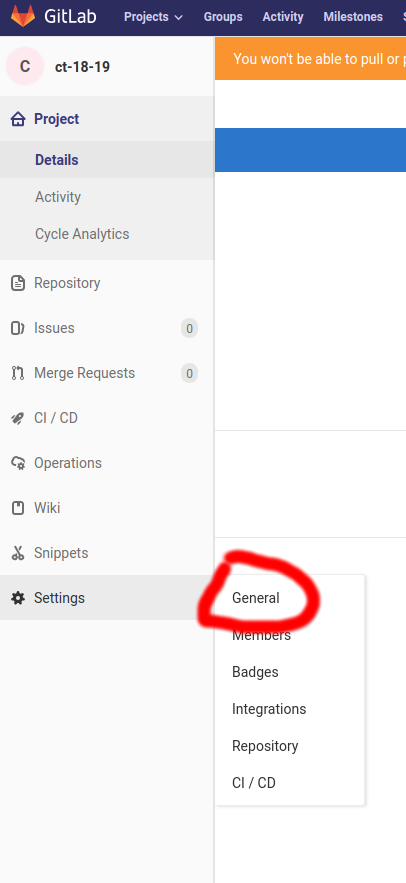 GitLab Projects Groups Activity Milestones
C ct-18-19
You won't be able to pull or
Project
Details
Activity
Cycle Analytics
Repository
Issues 0
Merge Requests 0
CI / CD
Operations
Wiki
Snippets
Settings
General
Members
Badges
Integrations
Repository
CI / CD